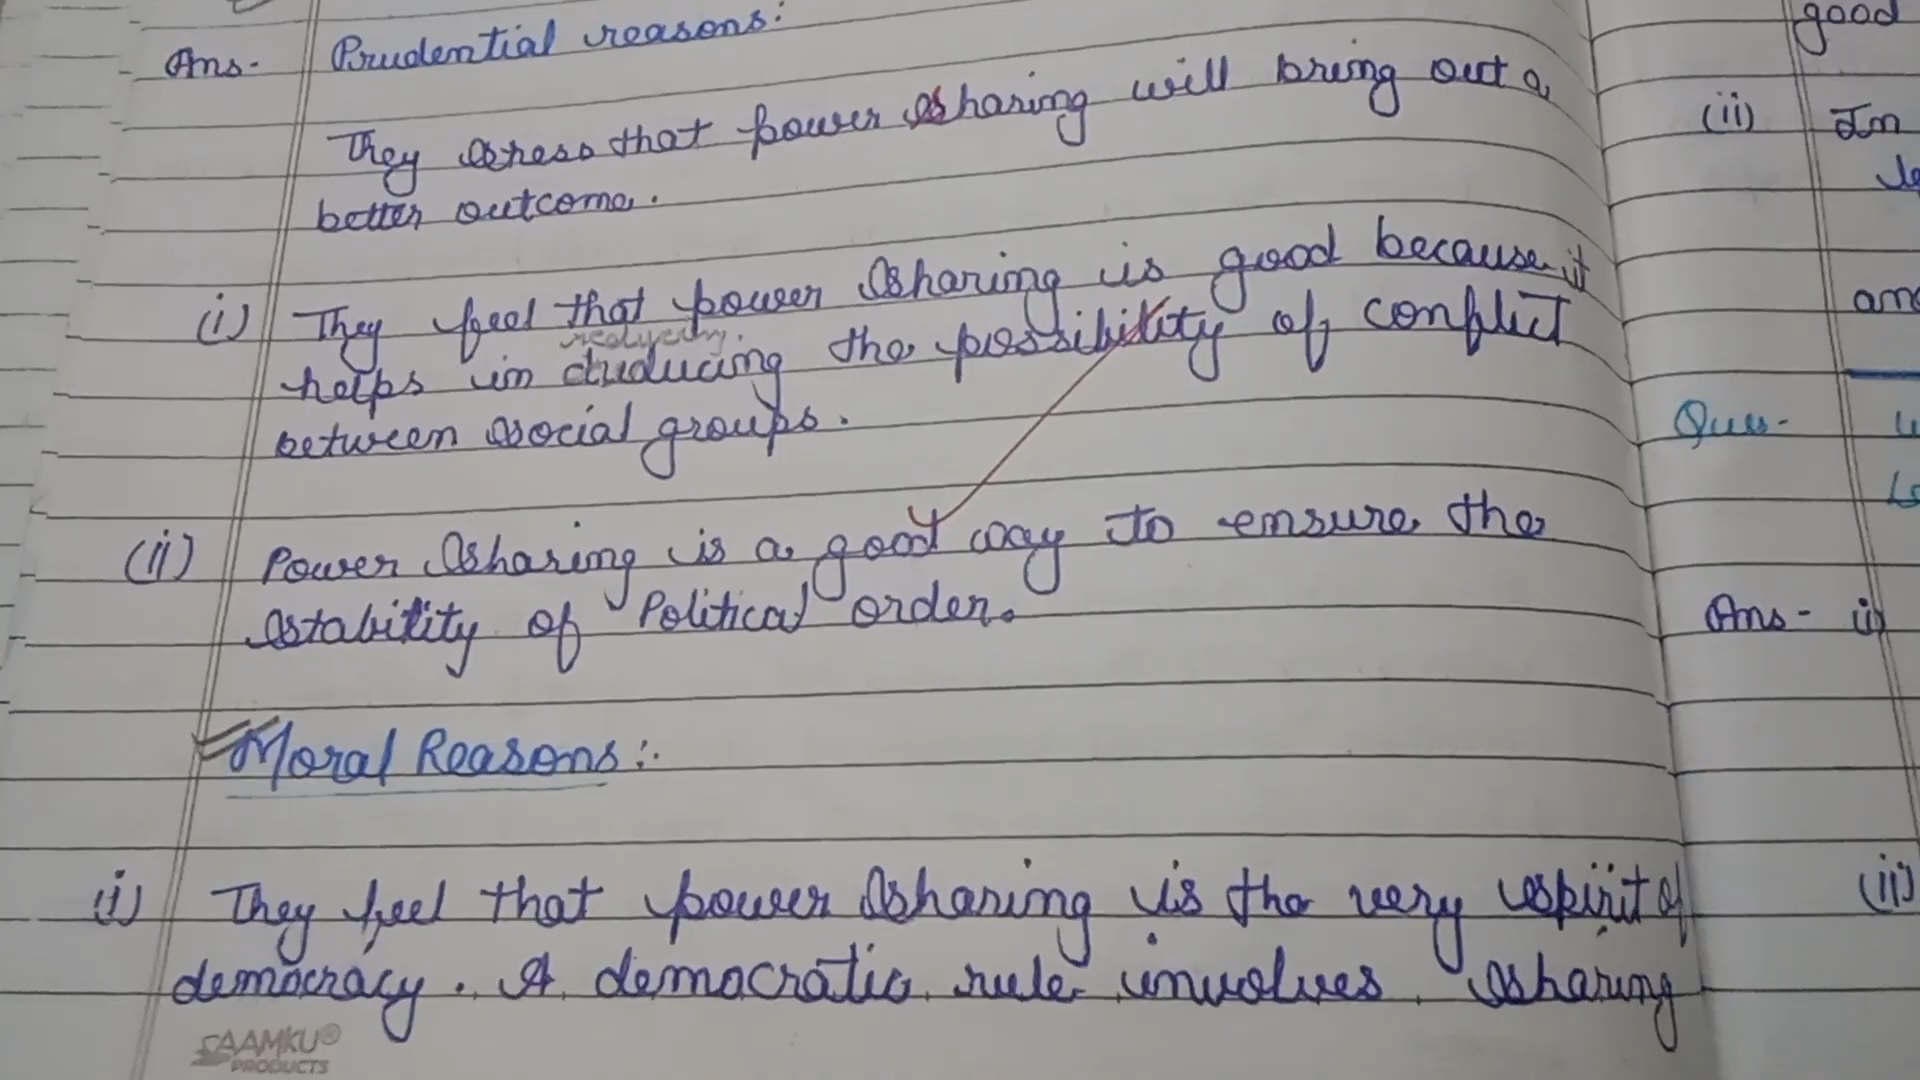 Ans- Prudential reasons:
They stress that power sharing will bring out a
better outcome.
(i) They feel that power sharing is good because it
helps in reducing the possibility of conflict
between social groups.
(ii) Power sharing is a good way to ensure the
stability of Political order.
Moral Reasons:
(i) They feel that power sharing is the very spirit of
democracy. A democratic rule involves sharing
SAAMKU®
PRODUCTS
good
(ii) In
Ques-
Ans- i)
(ii)